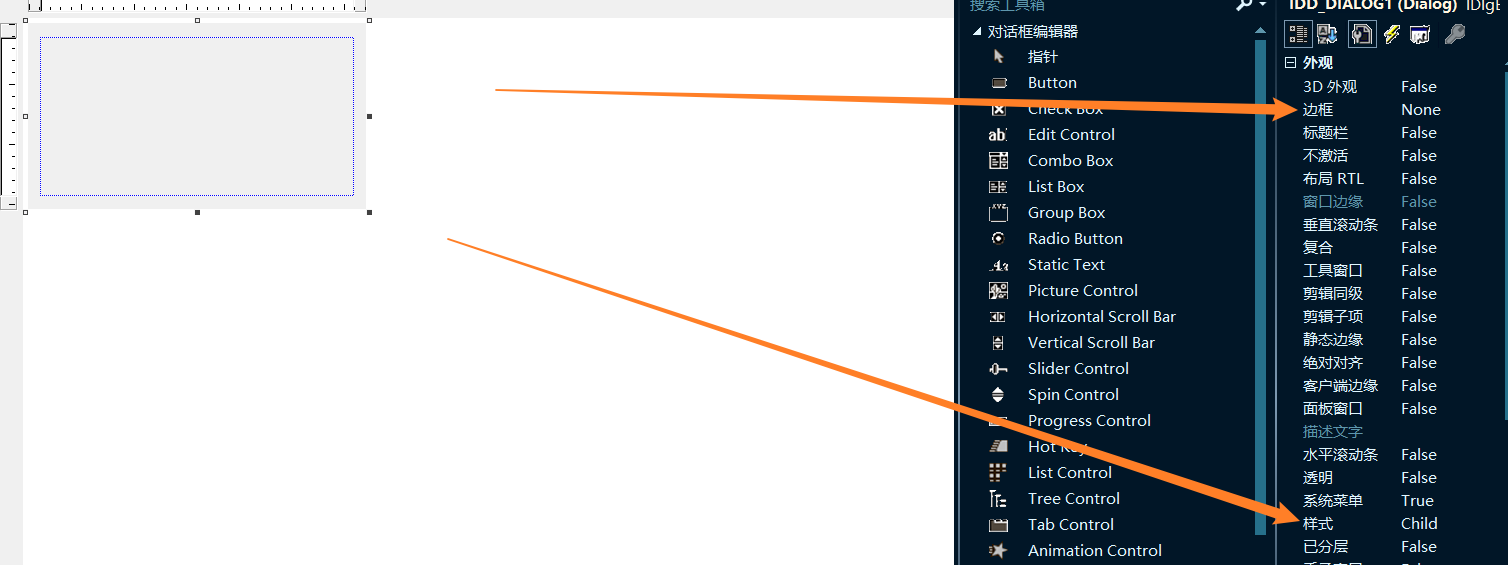 搜索工具箱
对话框编辑器
指针
Button
Check Box
Edit Control
Combo Box
List Box
Group Box
Radio Button
Static Text
Picture Control
Horizontal Scroll Bar
Vertical Scroll Bar
Slider Control
Spin Control
Progress Control
Hot Key
List Control
Tree Control
Tab Control
Animation Control
IDD_DIALOG1 (Dialog) IDlgE
外观
3D 外观 False
边框 None
标题栏 False
不激活 False
布局 RTL False
窗口边缘 False
垂直滚动条 False
复合 False
工具窗口 False
剪辑同级 False
剪辑子项 False
静态边缘 False
绝对对齐 False
客户端边缘 False
面板窗口 False
描述文字
水平滚动条 False
透明 False
系统菜单 True
样式 Child
已分层 False